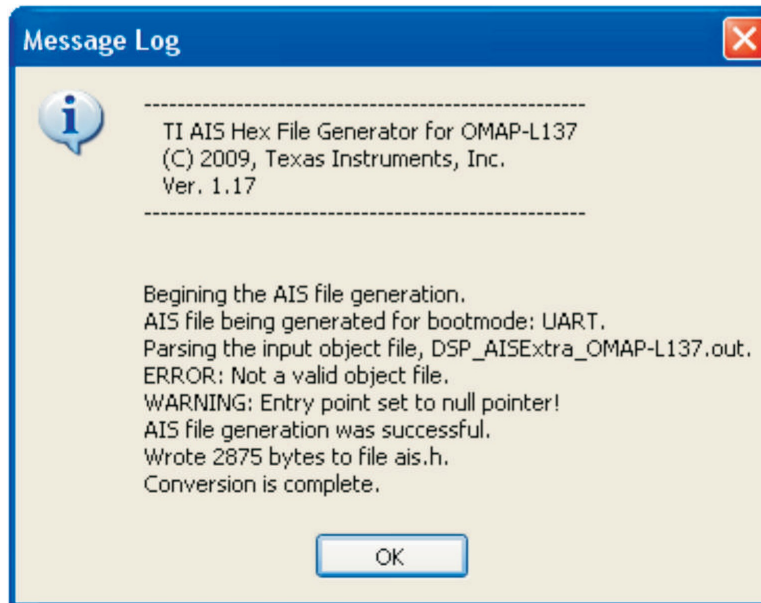 Message Log
-----------------------------------------------------
TI AIS Hex File Generator for OMAP-L137
(C) 2009, Texas Instruments, Inc.
Ver. 1.17
-----------------------------------------------------
Begining the AIS file generation.
AIS file being generated for bootmode: UART.
Parsing the input object file, DSP_AISExtra_OMAP-L137.out.
ERROR: Not a valid object file.
WARNING: Entry point set to null pointer!
AIS file generation was successful.
Wrote 2875 bytes to file ais.h.
Conversion is complete.
OK